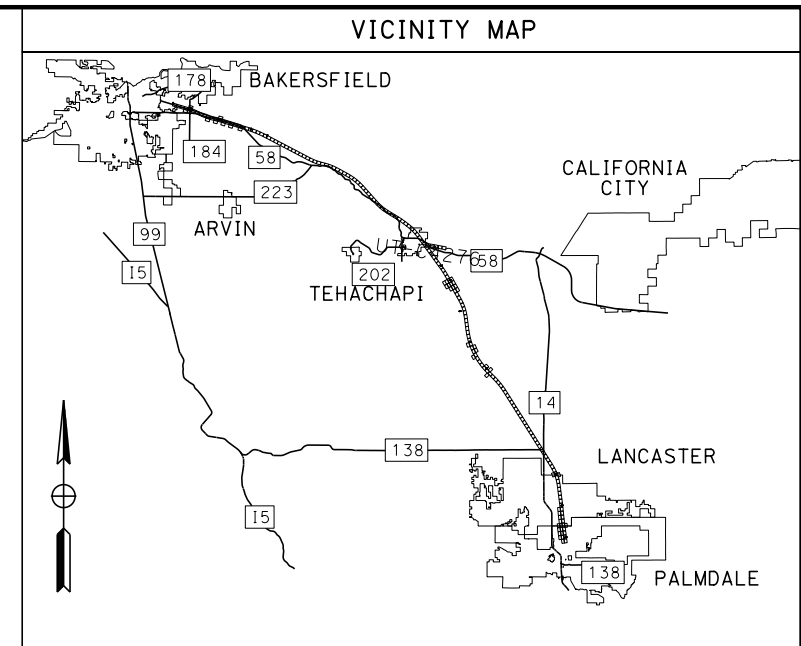 VICINITY MAP
178
BAKERSFIELD
184
58
CALIFORNIA
CITY
223
ARVIN
99
I5
58
202
TEHACHAPI
14
138
LANCASTER
I5
138
PALMDALE